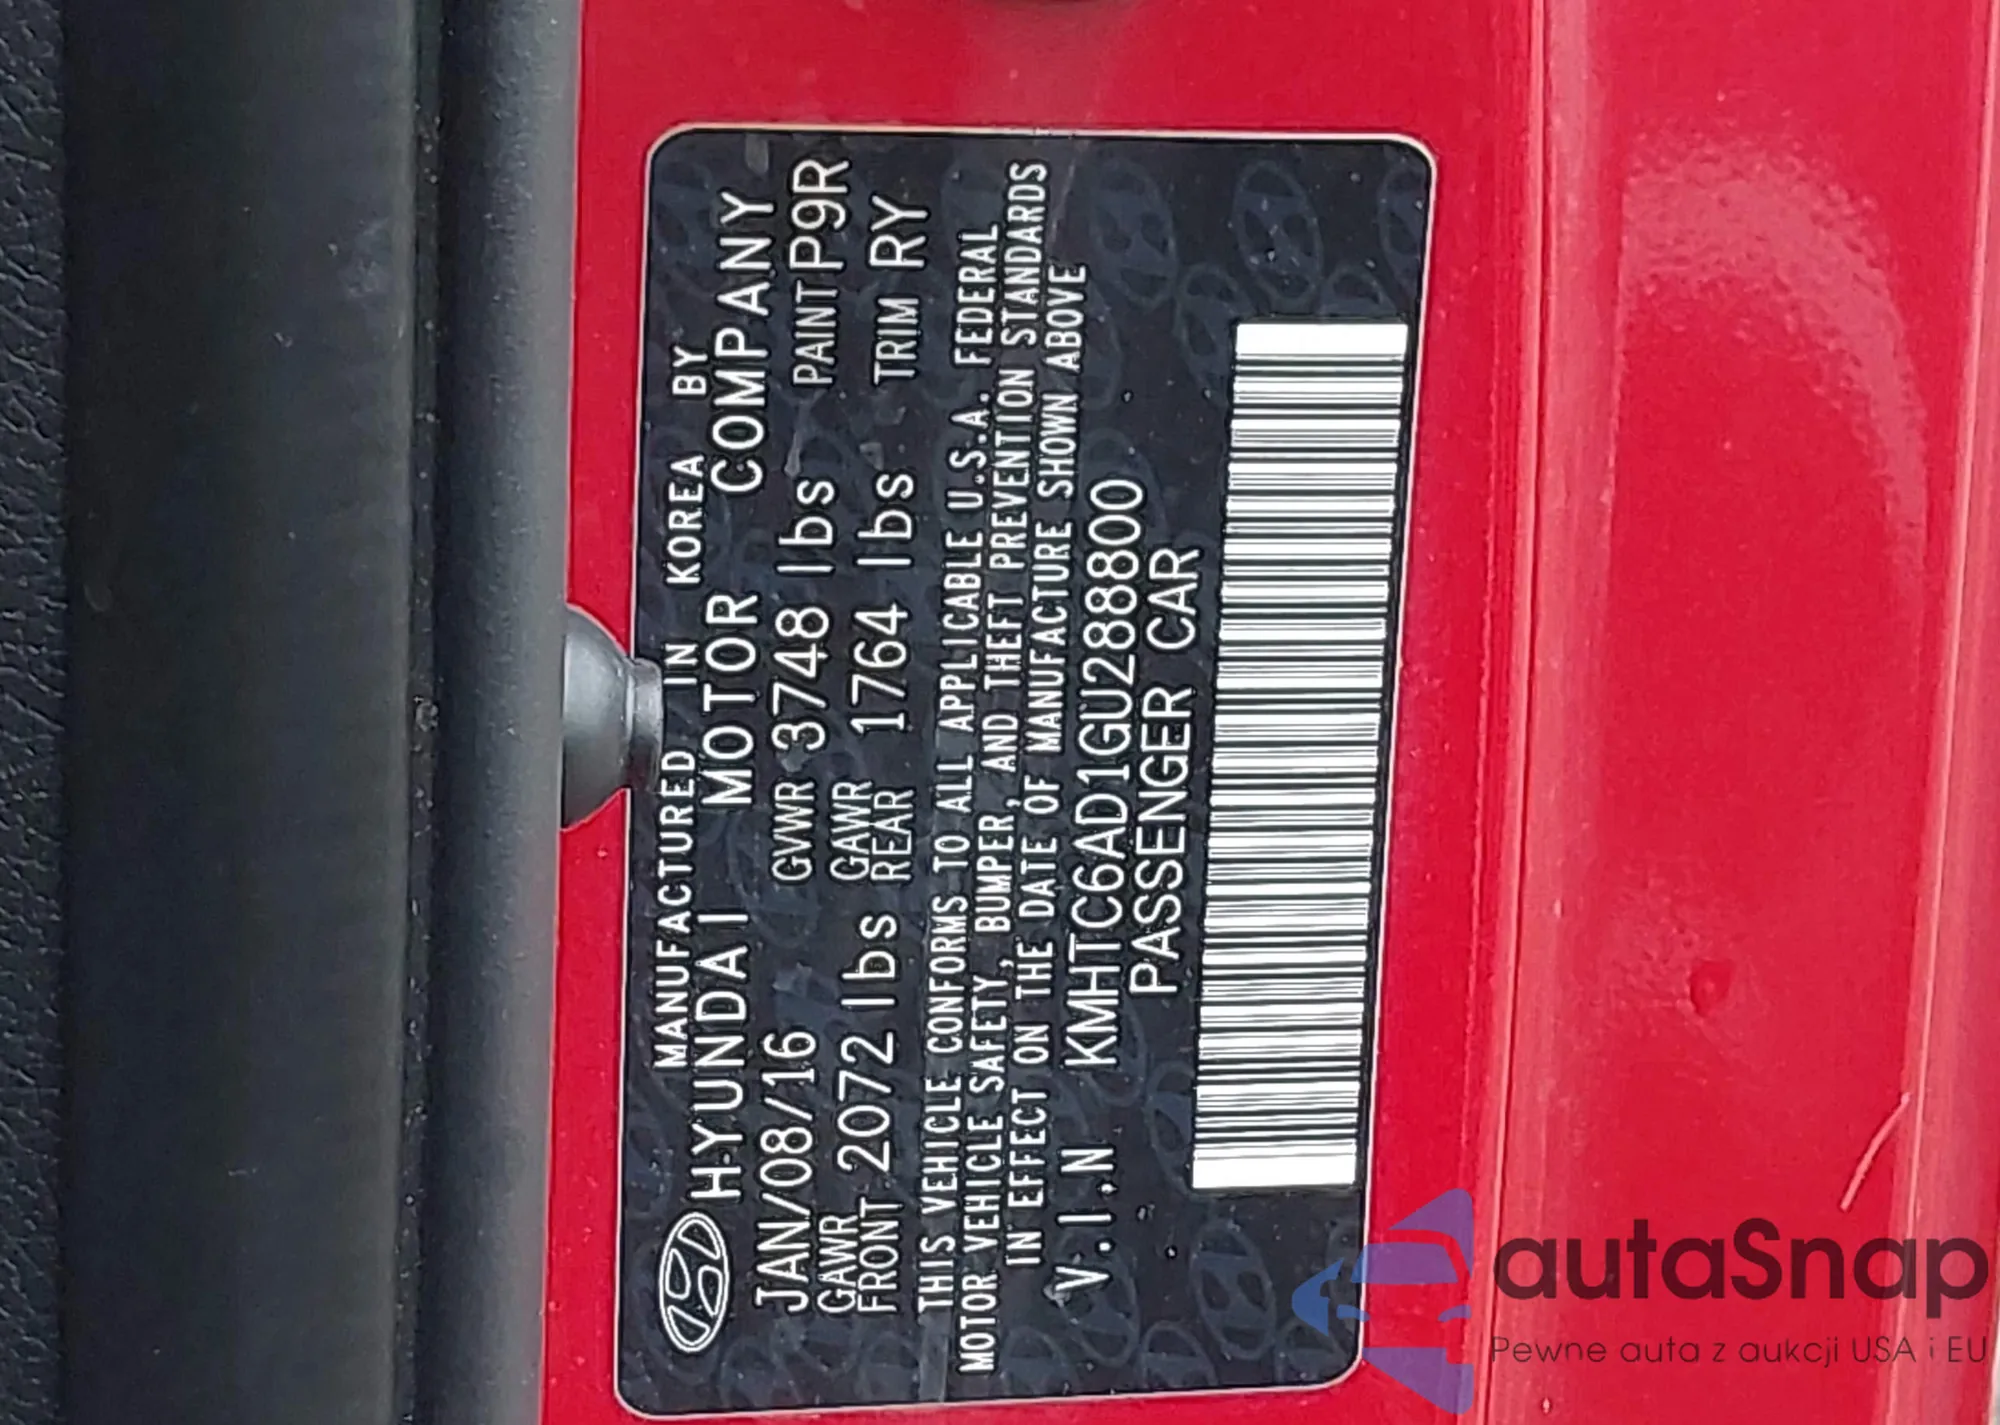 MANUFACTURED IN KOREA BY
HYUNDAI MOTOR COMPANY
JAN/08/16 GVWR 3748 lbs PAINT P9R
GAWR FRONT 2072 lbs GAWR REAR 1764 lbs TRIM RY
THIS VEHICLE CONFORMS TO ALL APPLICABLE U.S.A. FEDERAL
MOTOR VEHICLE SAFETY, BUMPER, AND THEFT PREVENTION STANDARDS
IN EFFECT ON THE DATE OF MANUFACTURE SHOWN ABOVE
V.I.N KMHTC6AD1GU288800
PASSENGER CAR
autaSnap
Pewne auta z aukcji USA i EU